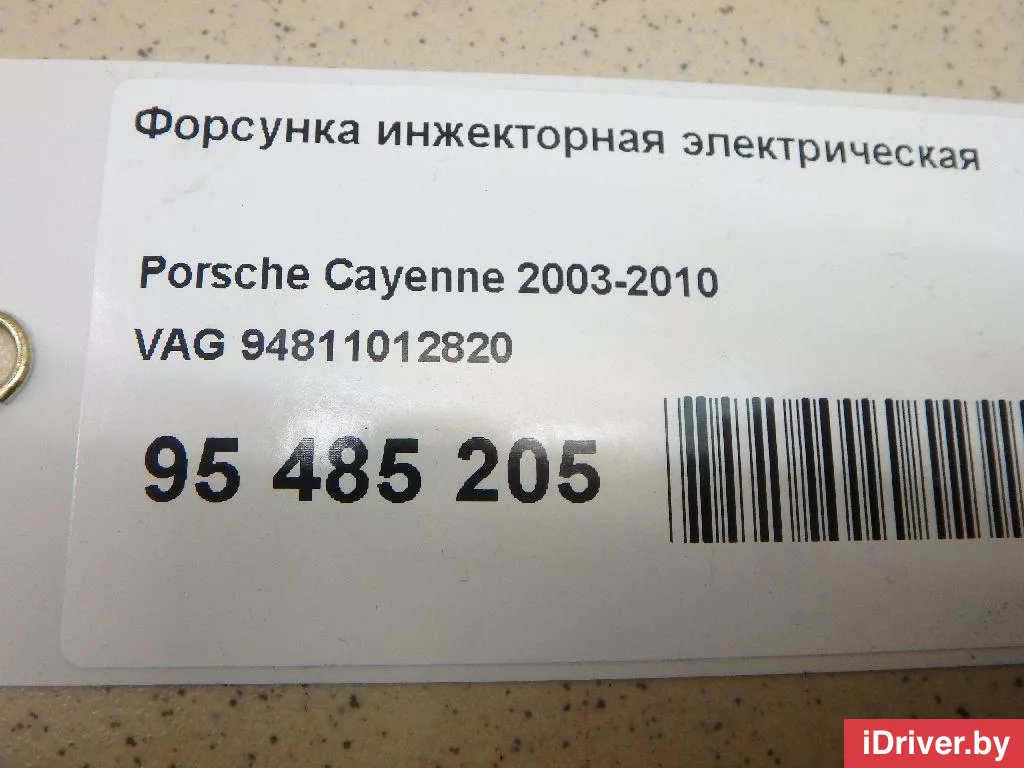 Форсунка инжекторная электрическая
Porsche Cayenne 2003-2010
VAG 94811012820
95 485 205
iDriver.by